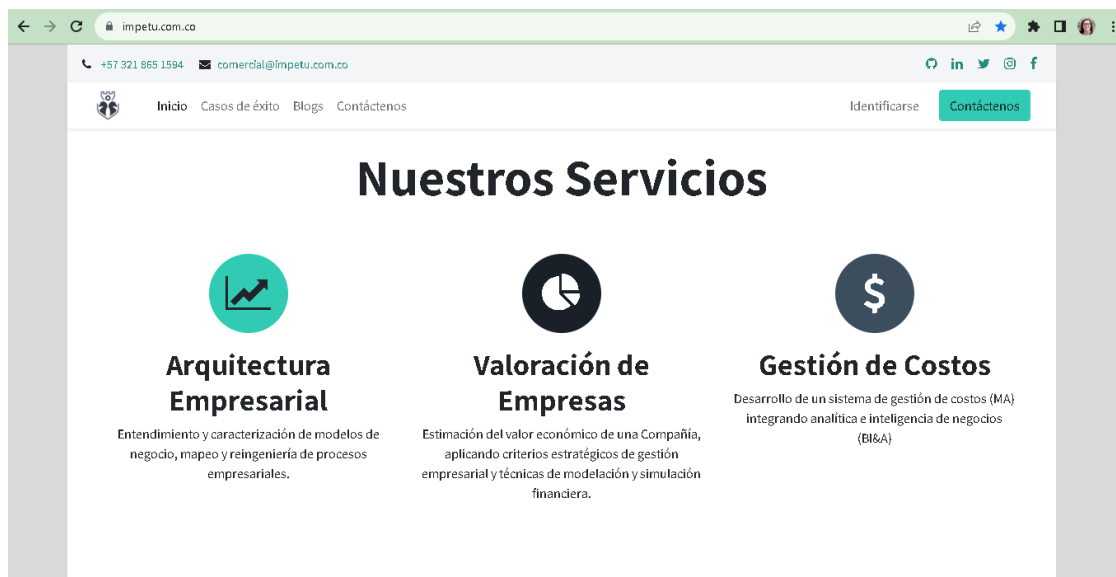 impetu.com.co
+57 321 865 1594 comercial@impetu.com.co
Inicio Casos de éxito Blogs Contáctenos Identificarse Contáctenos
Nuestros Servicios
Arquitectura
Empresarial
Entendimiento y caracterización de modelos de
negocio, mapeo y reingeniería de procesos
empresariales.
Valoración de
Empresas
Estimación del valor económico de una Compañía,
aplicando criterios estratégicos de gestión
empresarial y técnicas de modelación y simulación
financiera.
$
Gestión de Costos
Desarrollo de un sistema de gestión de costos (MA)
integrando analítica e inteligencia de negocios
(BI&A)